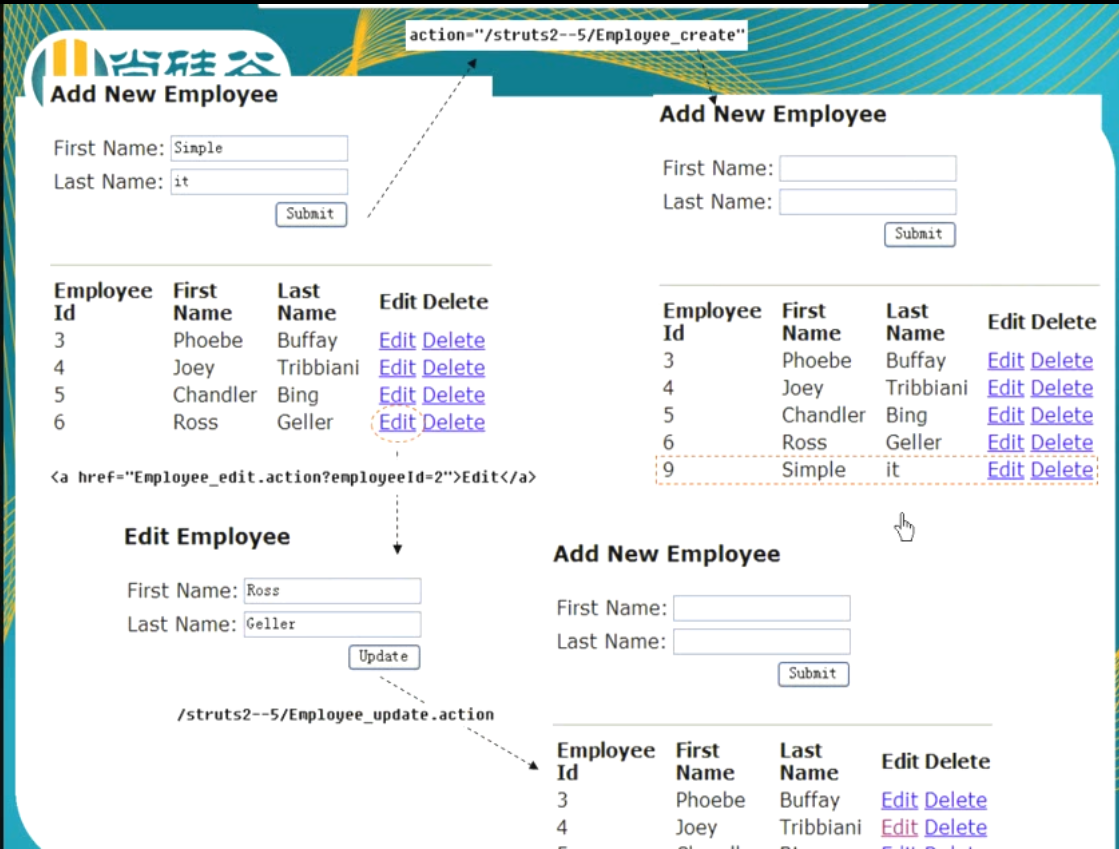 action="/struts2--5/Employee_create"
尚硅谷
Add New Employee
First Name: Simple
Last Name: it
Submit
Employee Id First Name Last Name Edit Delete
3 Phoebe Buffay Edit Delete
4 Joey Tribbiani Edit Delete
5 Chandler Bing Edit Delete
6 Ross Geller Edit Delete
Add New Employee
First Name:
Last Name:
Submit
Employee Id First Name Last Name Edit Delete
3 Phoebe Buffay Edit Delete
4 Joey Tribbiani Edit Delete
5 Chandler Bing Edit Delete
6 Ross Geller Edit Delete
9 Simple it Edit Delete
<a href="Employee_edit.action?employeeId=2">Edit</a>
Edit Employee
First Name: Ross
Last Name: Geller
Update
/struts2--5/Employee_update.action
Add New Employee
First Name:
Last Name:
Submit
Employee Id First Name Last Name Edit Delete
3 Phoebe Buffay Edit Delete
4 Joey Tribbiani Edit Delete